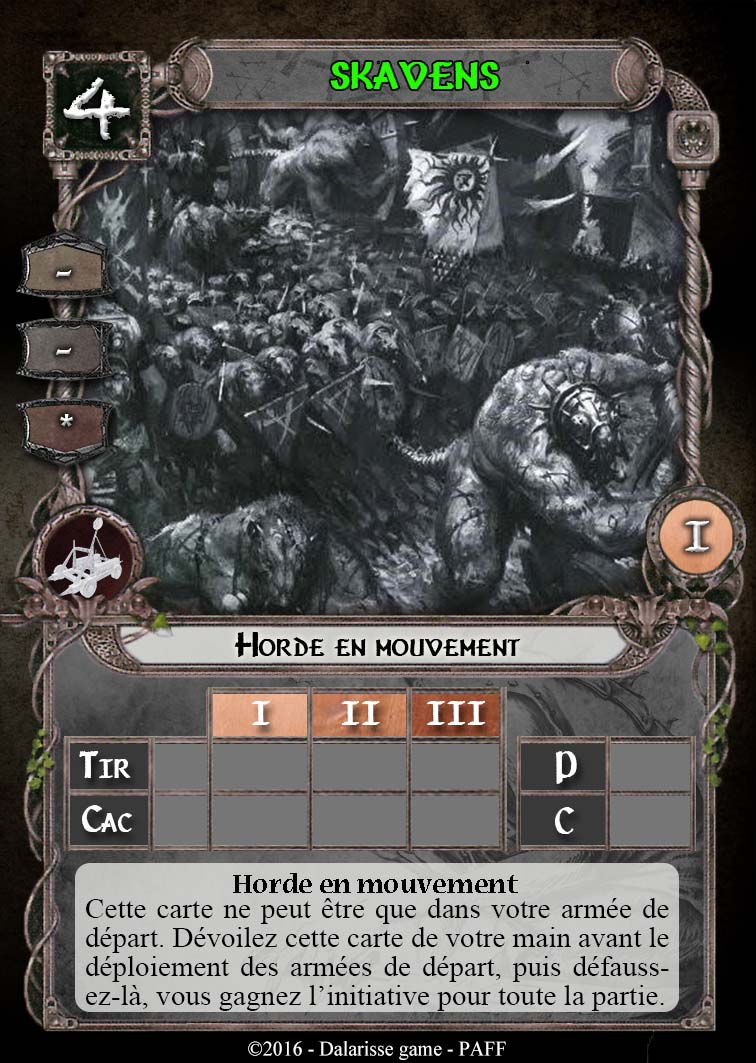 SKAVENS
4
-
-
*
I
Horde en mouvement
I II III
Tir
P
Cac
C
Horde en mouvement
Cette carte ne peut être que dans votre armée de
départ. Dévoilez cette carte de votre main avant le
déploiement des armées de départ, puis défauss-
ez-là, vous gagnez l’initiative pour toute la partie.
©2016 - Dalarisse game - PAFF